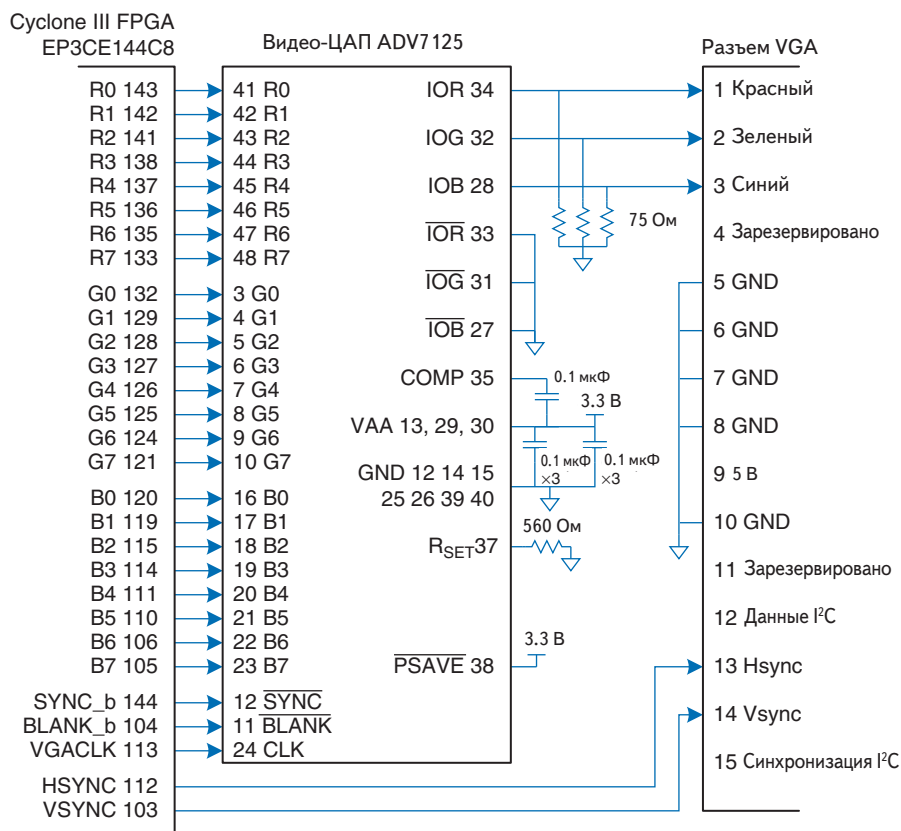 Cyclone III FPGA
EP3CE144C8
Видео-ЦАП ADV7125
Разъем VGA
R0 143
R1 142
R2 141
R3 138
R4 137
R5 136
R6 135
R7 133
G0 132
G1 129
G2 128
G3 127
G4 126
G5 125
G6 124
G7 121
B0 120
B1 119
B2 115
B3 114
B4 111
B5 110
B6 106
B7 105
SYNC_b 144
BLANK_b 104
VGACLK 113
HSYNC 112
VSYNC 103
41 R0
42 R1
43 R2
44 R3
45 R4
46 R5
47 R6
48 R7
3 G0
4 G1
5 G2
6 G3
7 G4
8 G5
9 G6
10 G7
16 B0
17 B1
18 B2
19 B3
20 B4
21 B5
22 B6
23 B7
12 SYNC
11 BLANK
24 CLK
IOR 34
IOG 32
IOB 28
IOR 33
IOG 31
IOB 27
COMP 35
VAA 13, 29, 30
GND 12 14 15
25 26 39 40
RSET37
PSAVE 38
75 Ом
0.1 мкФ
3.3 В
0.1 мкФ
×3
0.1 мкФ
×3
560 Ом
3.3 В
1 Красный
2 Зеленый
3 Синий
4 Зарезервировано
5 GND
6 GND
7 GND
8 GND
9 5 В
10 GND
11 Зарезервировано
12 Данные I²C
13 Hsync
14 Vsync
15 Синхронизация I²C